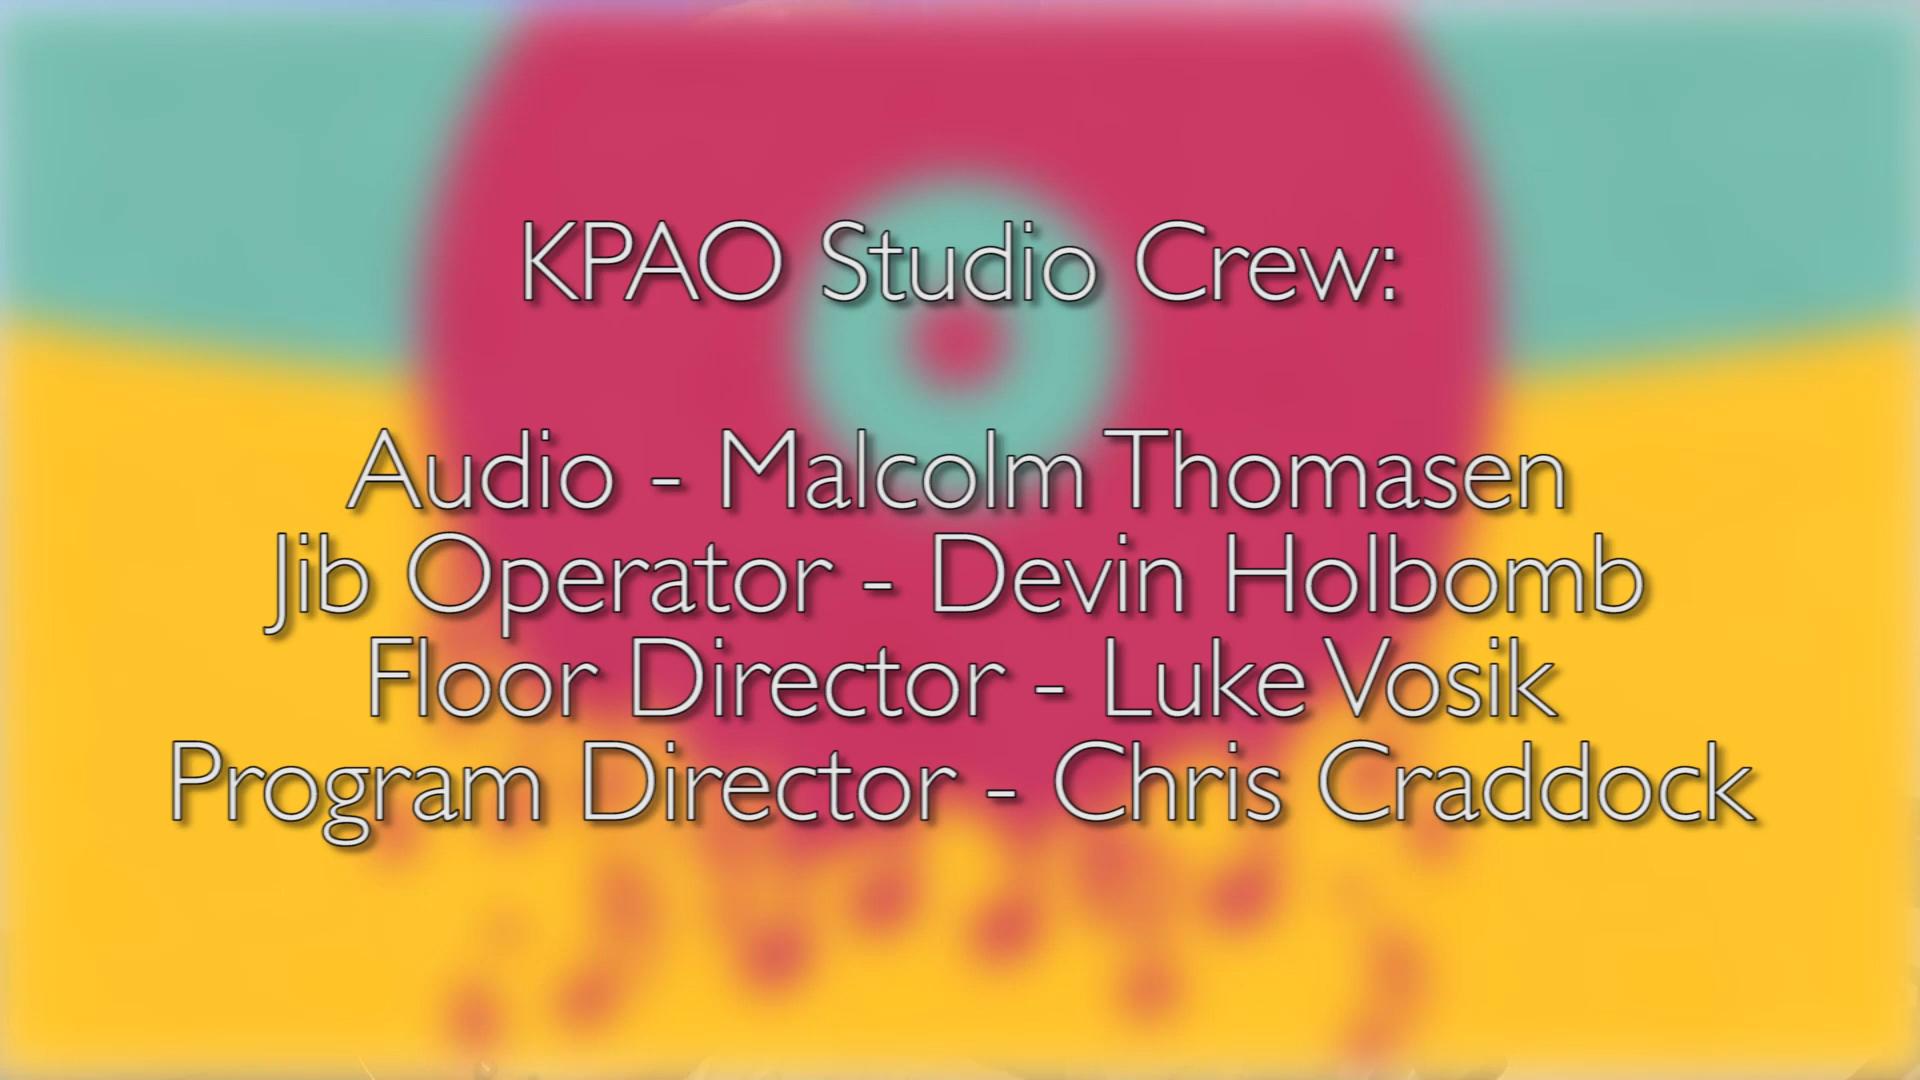 KPAO Studio Crew:
Audio - Malcolm Thomasen
Jib Operator - Devin Holbomb
Floor Director - Luke Vosik
Program Director - Chris Craddock